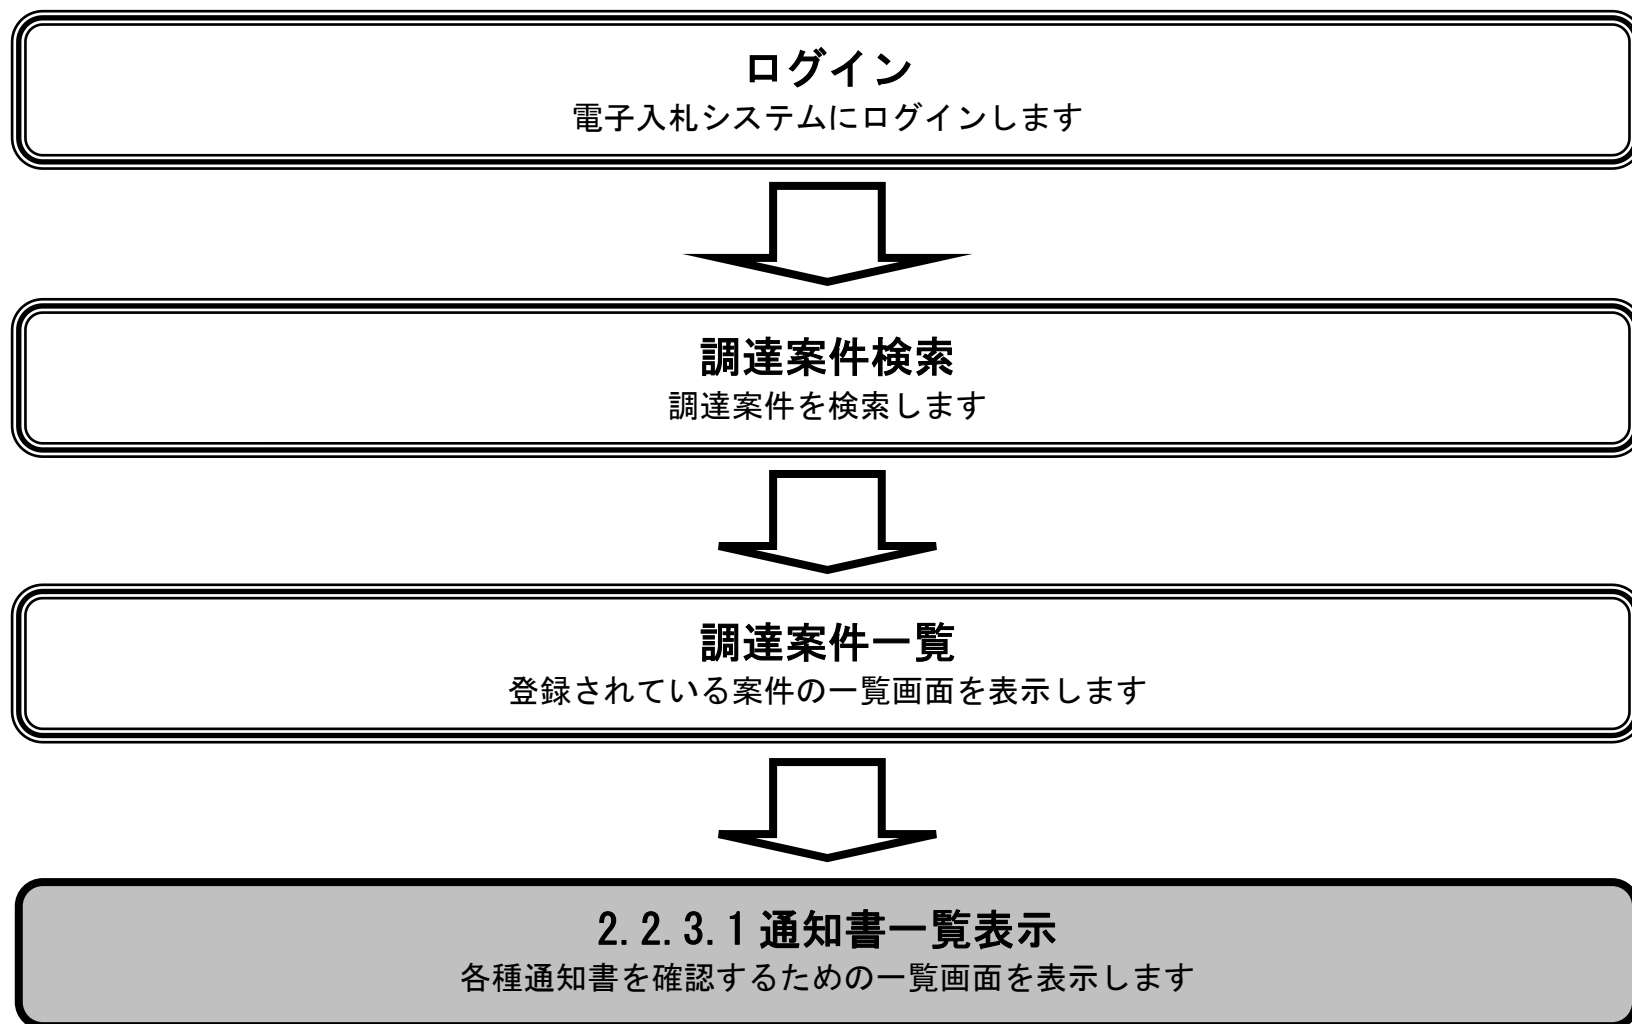 ログイン
電子入札システムにログインします
調達案件検索
調達案件を検索します
調達案件一覧
登録されている案件の一覧画面を表示します
2.2.3.1 通知書一覧表示
各種通知書を確認するための一覧画面を表示します